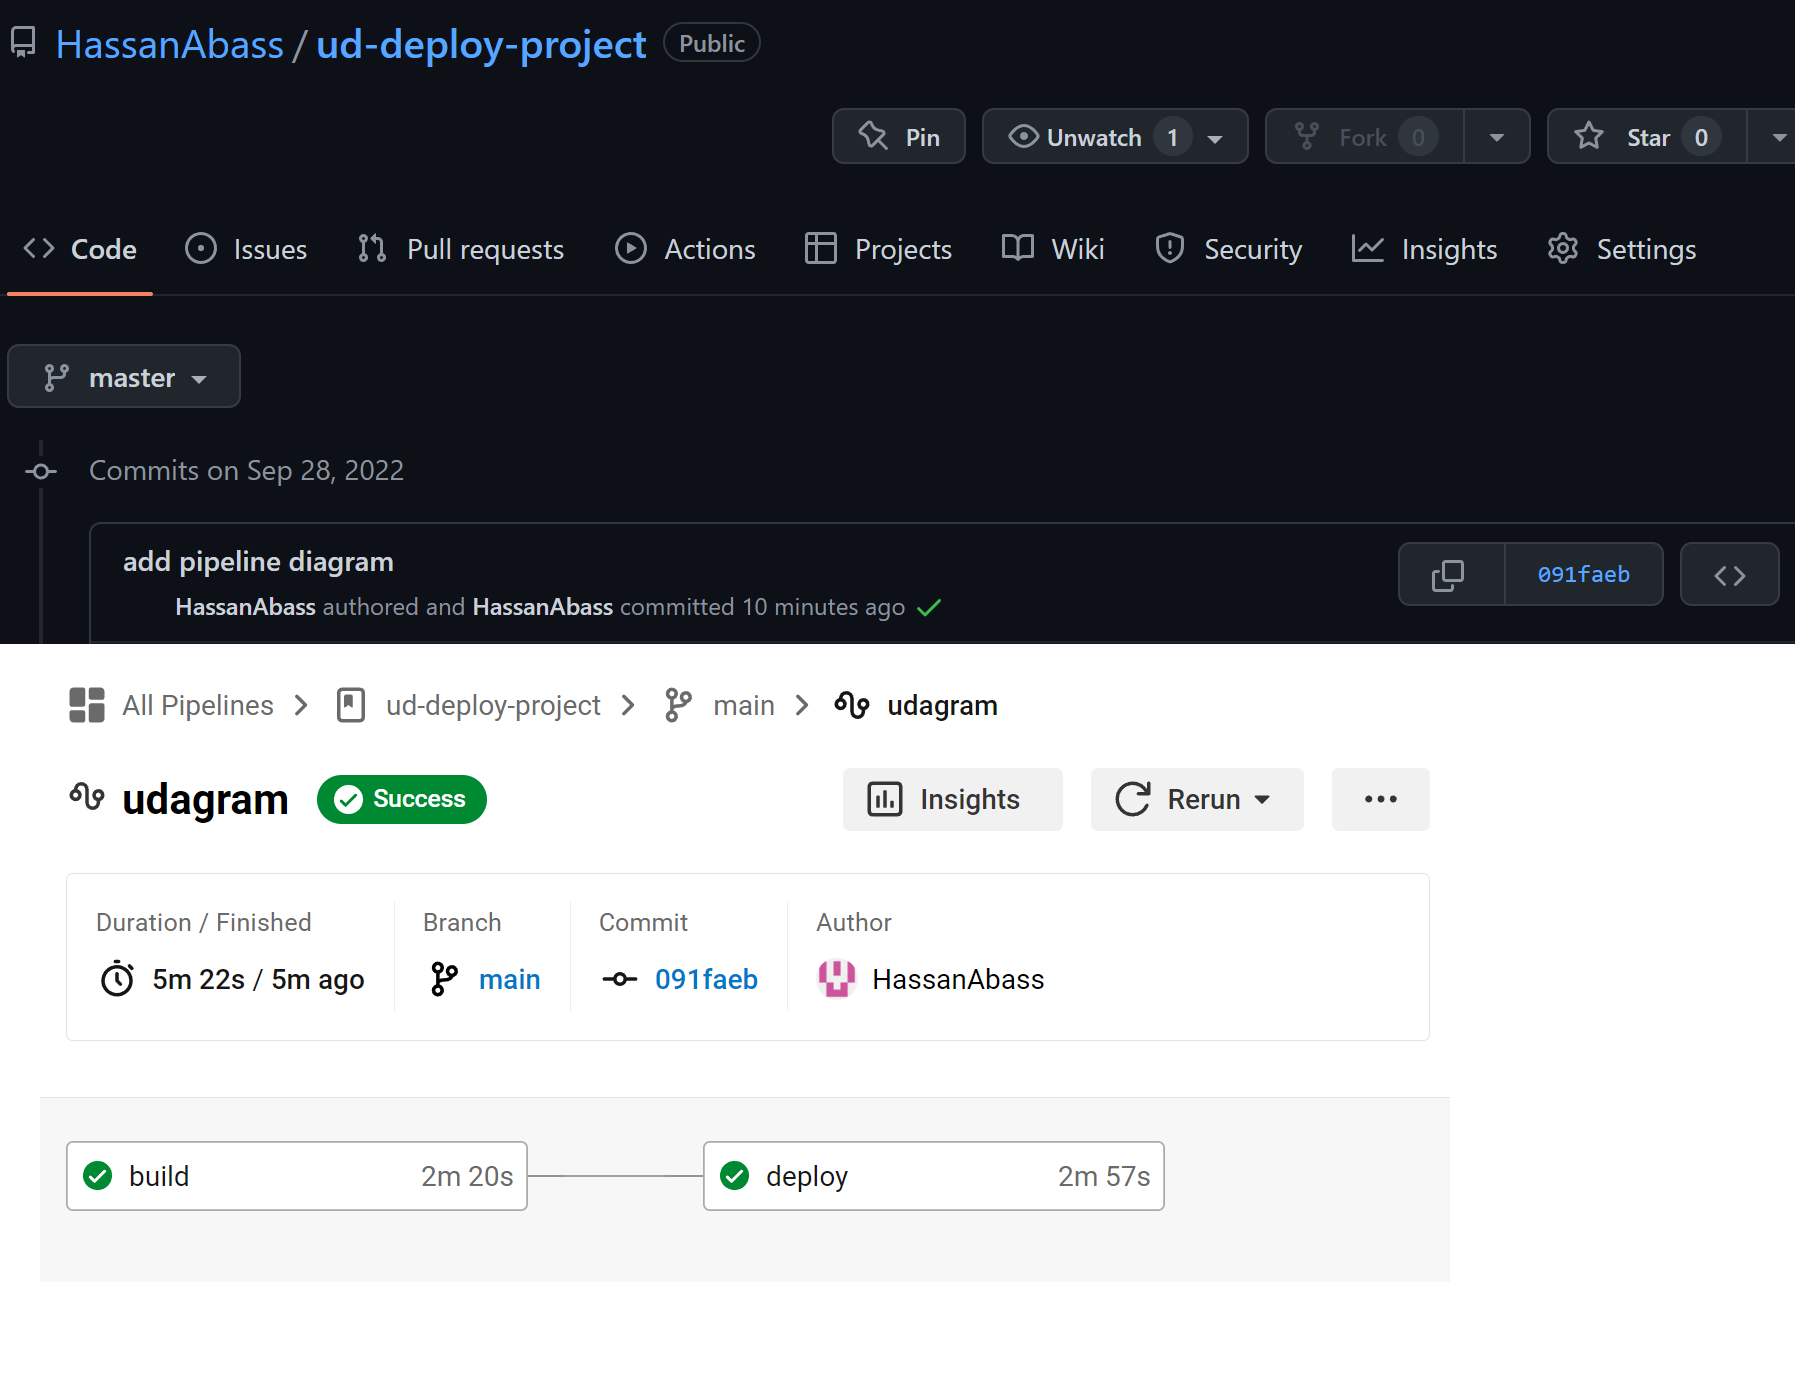 HassanAbass / ud-deploy-project Public
Pin Unwatch 1 Fork 0 Star 0
Code Issues Pull requests Actions Projects Wiki Security Insights Settings
master
Commits on Sep 28, 2022
add pipeline diagram
HassanAbass authored and HassanAbass committed 10 minutes ago
091faeb
All Pipelines ud-deploy-project main udagram
udagram Success Insights Rerun
Duration / Finished Branch Commit Author
5m 22s / 5m ago main 091faeb HassanAbass
build 2m 20s deploy 2m 57s